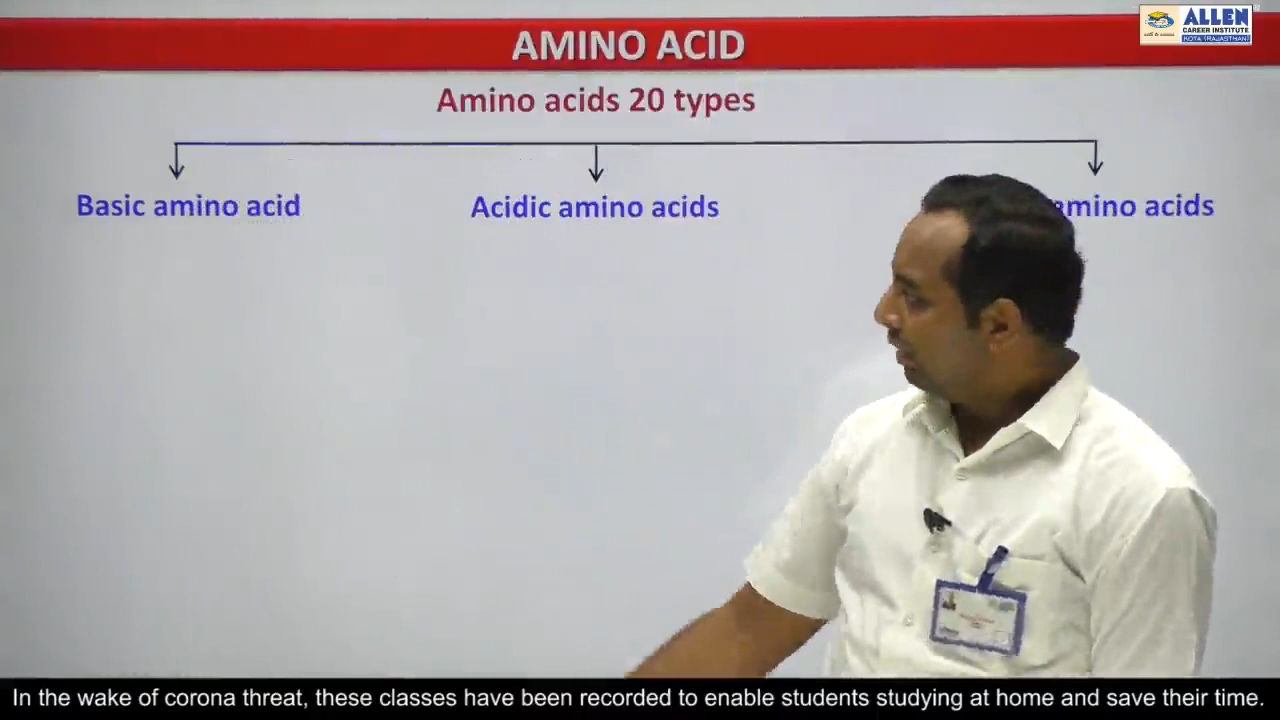 ALLEN
CAREER INSTITUTE
KOTA (RAJASTHAN)
AMINO ACID
Amino acids 20 types
Basic amino acid
Acidic amino acids
amino acids
In the wake of corona threat, these classes have been recorded to enable students studying at home and save their time.